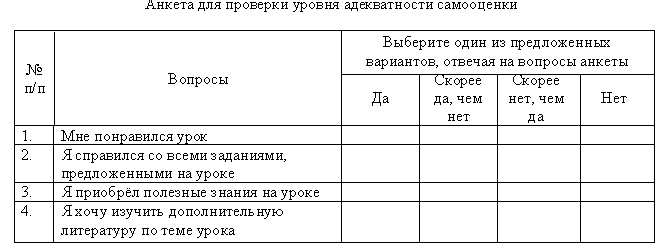 Анкета для проверки уровня адекватности самооценки
№
п/п
Вопросы
Выберите один из предложенных
вариантов, отвечая на вопросы анкеты
Да
Скорее
да, чем
нет
Скорее
нет, чем
да
Нет
1.
Мне понравился урок
2.
Я справился со всеми заданиями,
предложенными на уроке
3.
Я приобрёл полезные знания на уроке
4.
Я хочу изучить дополнительную
литературу по теме урока